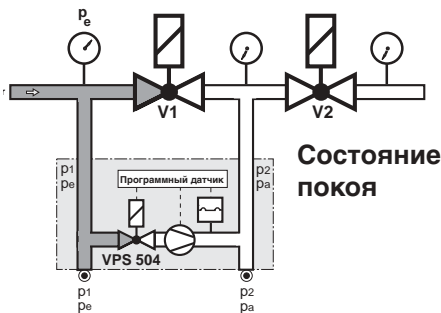 pe
V1
V2
Состояние
покоя
p1
pe
Программный датчик
p2
pa
VPS 504
p1
pe
p2
pa